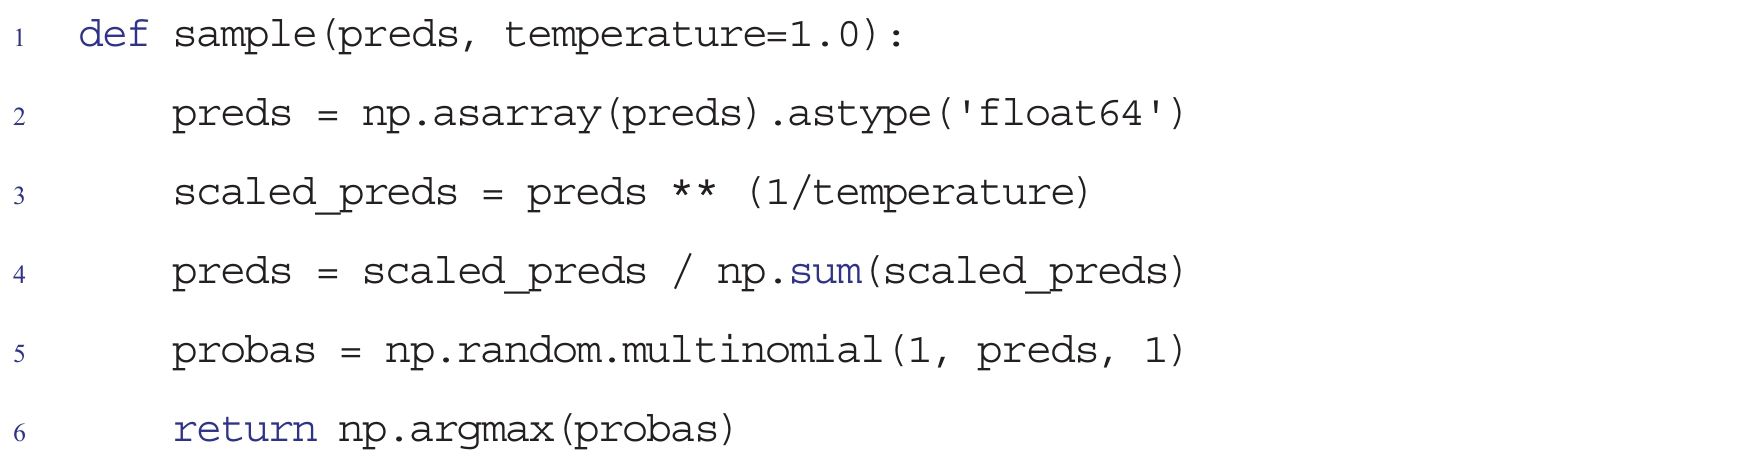 1 def sample(preds, temperature=1.0):
2     preds = np.asarray(preds).astype('float64')
3     scaled_preds = preds ** (1/temperature)
4     preds = scaled_preds / np.sum(scaled_preds)
5     probas = np.random.multinomial(1, preds, 1)
6     return np.argmax(probas)